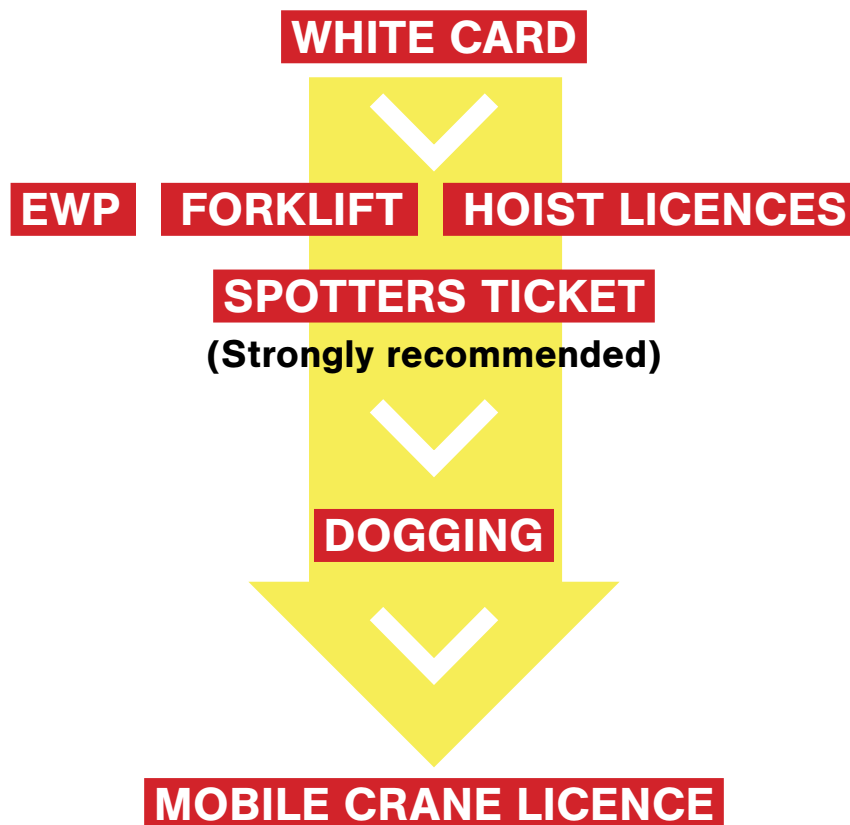 WHITE CARD
EWP FORKLIFT HOIST LICENCES
SPOTTERS TICKET
(Strongly recommended)
DOGGING
MOBILE CRANE LICENCE